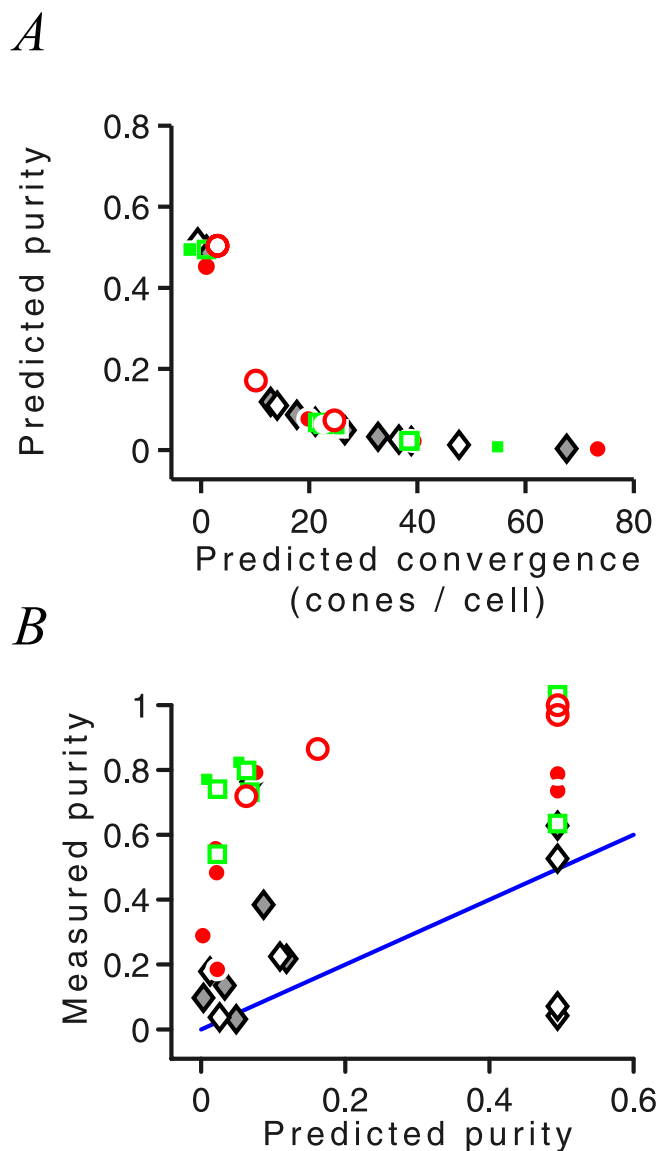 A
Predicted purity
0.8
0.6
0.4
0.2
0
0
20
40
60
80
Predicted convergence
(cones / cell)
B
Measured purity
1
0.8
0.6
0.4
0.2
0
0
0.2
0.4
0.6
Predicted purity